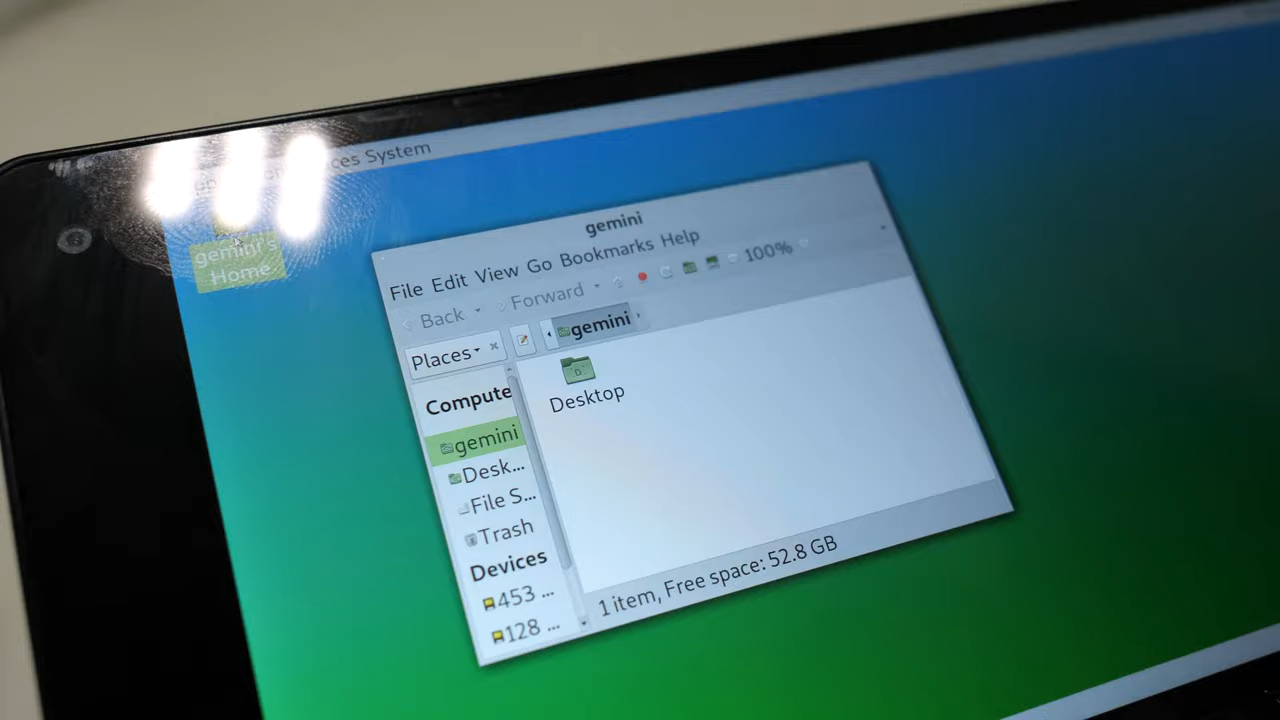 ces System
gemini's
Home
gemini
File Edit View Go Bookmarks Help
Back Forward 100%
Places gemini
Compute
gemini
Desk...
File S...
Trash
Devices
453 ...
128 ...
Desktop
1 item, Free space: 52.8 GB